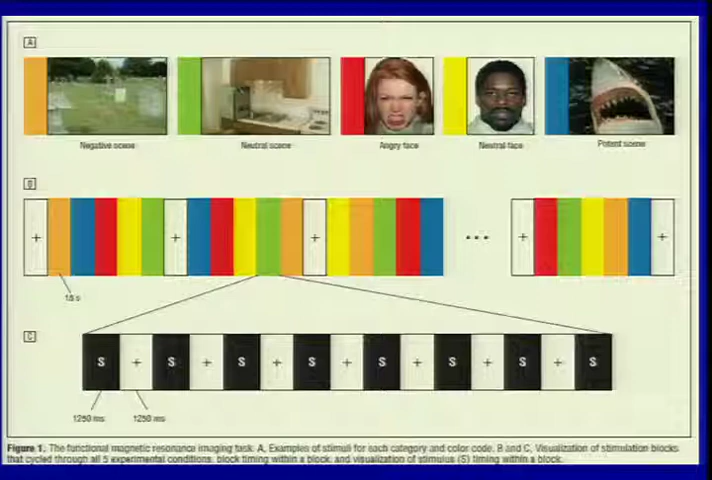 A
Negative scene
Neutral scene
Angry face
Neutral face
Potent scene
B
+ + + ... + +
15 s
C
S + S + S + S + S + S + S + S
1250 ms 1250 ms
Figure 1. The functional magnetic resonance imaging task. A, Examples of stimuli for each category and color code. B and C, Visualization of stimulation blocks
that cycled through all 5 experimental conditions, block timing within a block, and visualization of stimulus (S) timing within a block.